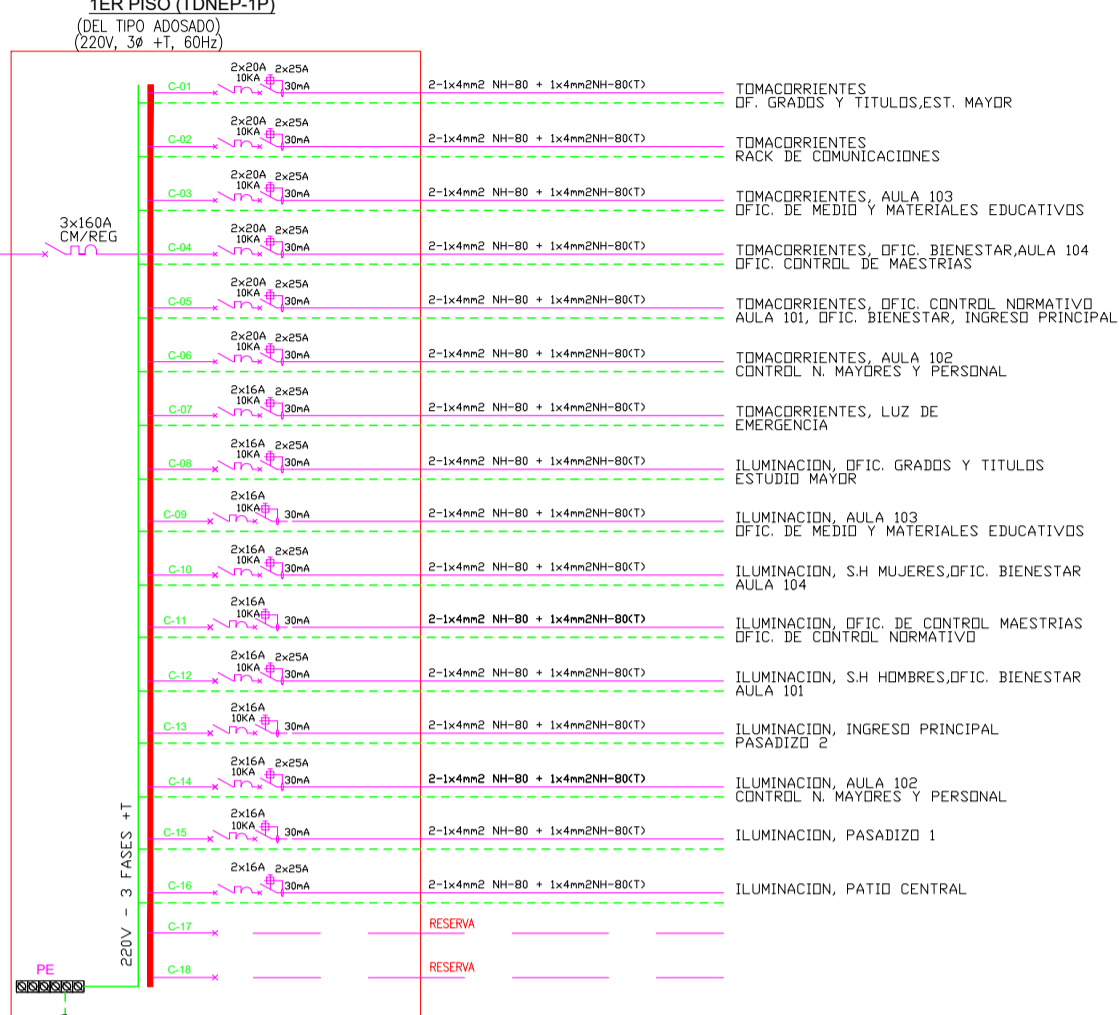 1ER PISO (TDNEP-1P)
(DEL TIPO ADOSADO)
(220V, 3ø +T, 60Hz)
3x160A
CM/REG
220V - 3 FASES +T
PE
C-01
2x20A 2x25A
10KA
30mA
2-1x4mm2 NH-80 + 1x4mm2NH-80(T)
TOMACORRIENTES
OF. GRADOS Y TITULOS,EST. MAYOR
C-02
2x20A 2x25A
10KA
30mA
2-1x4mm2 NH-80 + 1x4mm2NH-80(T)
TOMACORRIENTES
RACK DE COMUNICACIONES
C-03
2x20A 2x25A
10KA
30mA
2-1x4mm2 NH-80 + 1x4mm2NH-80(T)
TOMACORRIENTES, AULA 103
OFIC. DE MEDIO Y MATERIALES EDUCATIVOS
C-04
2x20A 2x25A
10KA
30mA
2-1x4mm2 NH-80 + 1x4mm2NH-80(T)
TOMACORRIENTES, OFIC. BIENESTAR,AULA 104
OFIC. CONTROL DE MAESTRIAS
C-05
2x20A 2x25A
10KA
30mA
2-1x4mm2 NH-80 + 1x4mm2NH-80(T)
TOMACORRIENTES, OFIC. CONTROL NORMATIVO
AULA 101, OFIC. BIENESTAR, INGRESO PRINCIPAL
C-06
2x20A 2x25A
10KA
30mA
2-1x4mm2 NH-80 + 1x4mm2NH-80(T)
TOMACORRIENTES, AULA 102
CONTROL N. MAYORES Y PERSONAL
C-07
2x16A 2x25A
10KA
30mA
2-1x4mm2 NH-80 + 1x4mm2NH-80(T)
TOMACORRIENTES, LUZ DE
EMERGENCIA
C-08
2x16A 2x25A
10KA
30mA
2-1x4mm2 NH-80 + 1x4mm2NH-80(T)
ILUMINACION, OFIC. GRADOS Y TITULOS
ESTUDIO MAYOR
C-09
2x16A
10KA
30mA
2-1x4mm2 NH-80 + 1x4mm2NH-80(T)
ILUMINACION, AULA 103
OFIC. DE MEDIO Y MATERIALES EDUCATIVOS
C-10
2x16A 2x25A
10KA
30mA
2-1x4mm2 NH-80 + 1x4mm2NH-80(T)
ILUMINACION, S.H MUJERES,OFIC. BIENESTAR
AULA 104
C-11
2x16A
10KA
30mA
2-1x4mm2 NH-80 + 1x4mm2NH-80(T)
ILUMINACION, OFIC. DE CONTROL MAESTRIAS
OFIC. DE CONTROL NORMATIVO
C-12
2x16A 2x25A
10KA
30mA
2-1x4mm2 NH-80 + 1x4mm2NH-80(T)
ILUMINACION, S.H HOMBRES,OFIC. BIENESTAR
AULA 101
C-13
2x16A
10KA
30mA
2-1x4mm2 NH-80 + 1x4mm2NH-80(T)
ILUMINACION, INGRESO PRINCIPAL
PASADIZO 2
C-14
2x16A 2x25A
10KA
30mA
2-1x4mm2 NH-80 + 1x4mm2NH-80(T)
ILUMINACION, AULA 102
CONTROL N. MAYORES Y PERSONAL
C-15
2x16A
10KA
30mA
2-1x4mm2 NH-80 + 1x4mm2NH-80(T)
ILUMINACION, PASADIZO 1
C-16
2x16A 2x25A
10KA
30mA
2-1x4mm2 NH-80 + 1x4mm2NH-80(T)
ILUMINACION, PATIO CENTRAL
C-17
RESERVA
C-18
RESERVA